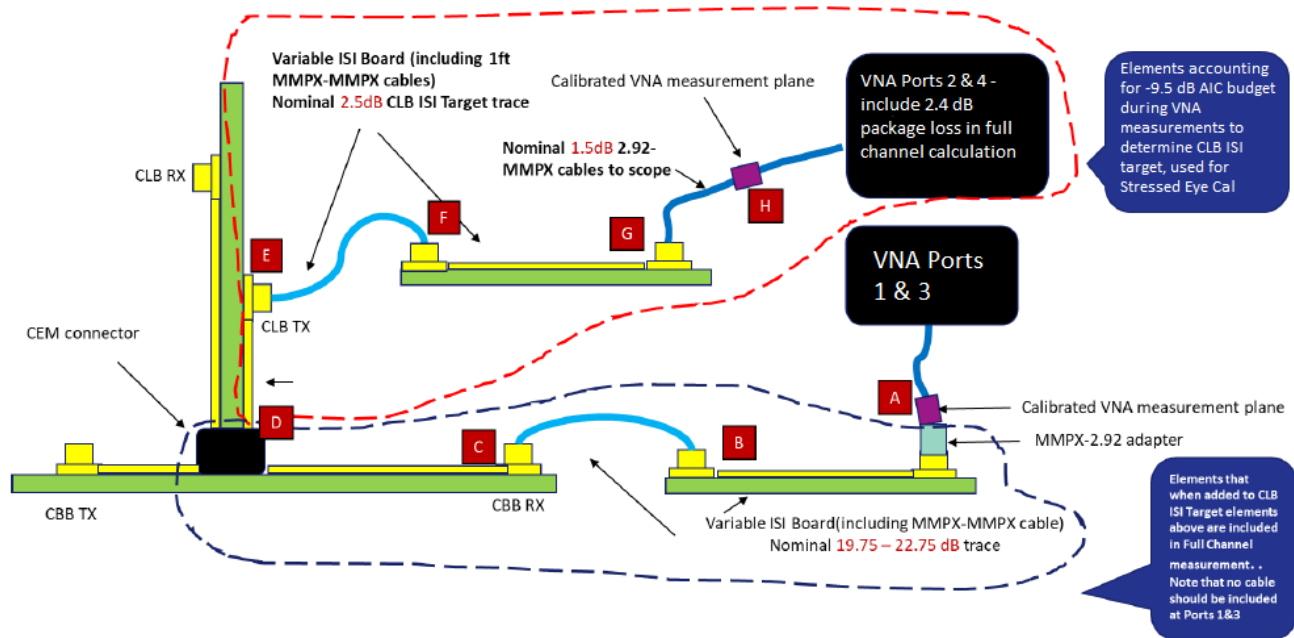 Variable ISI Board (including 1ft
MMPX-MMPX cables)
Nominal 2.5dB CLB ISI Target trace
Calibrated VNA measurement plane
VNA Ports 2 & 4 -
include 2.4 dB
package loss in full
channel calculation
Elements accounting
for -9.5 dB AIC budget
during VNA
measurements to
determine CLB ISI
target, used for
Stressed Eye Cal
CLB RX
Nominal 1.5dB 2.92-
MMPX cables to scope
F
H
G
E
VNA Ports
1 & 3
CLB TX
CEM connector
A
Calibrated VNA measurement plane
D
MMPX-2.92 adapter
C
B
CBB TX
CBB RX
Variable ISI Board(including MMPX-MMPX cable)
Nominal 19.75 – 22.75 dB trace
Elements that
when added to CLB
ISI Target elements
above are included
in Full Channel
measurement. .
Note that no cable
should be included
at Ports 1&3